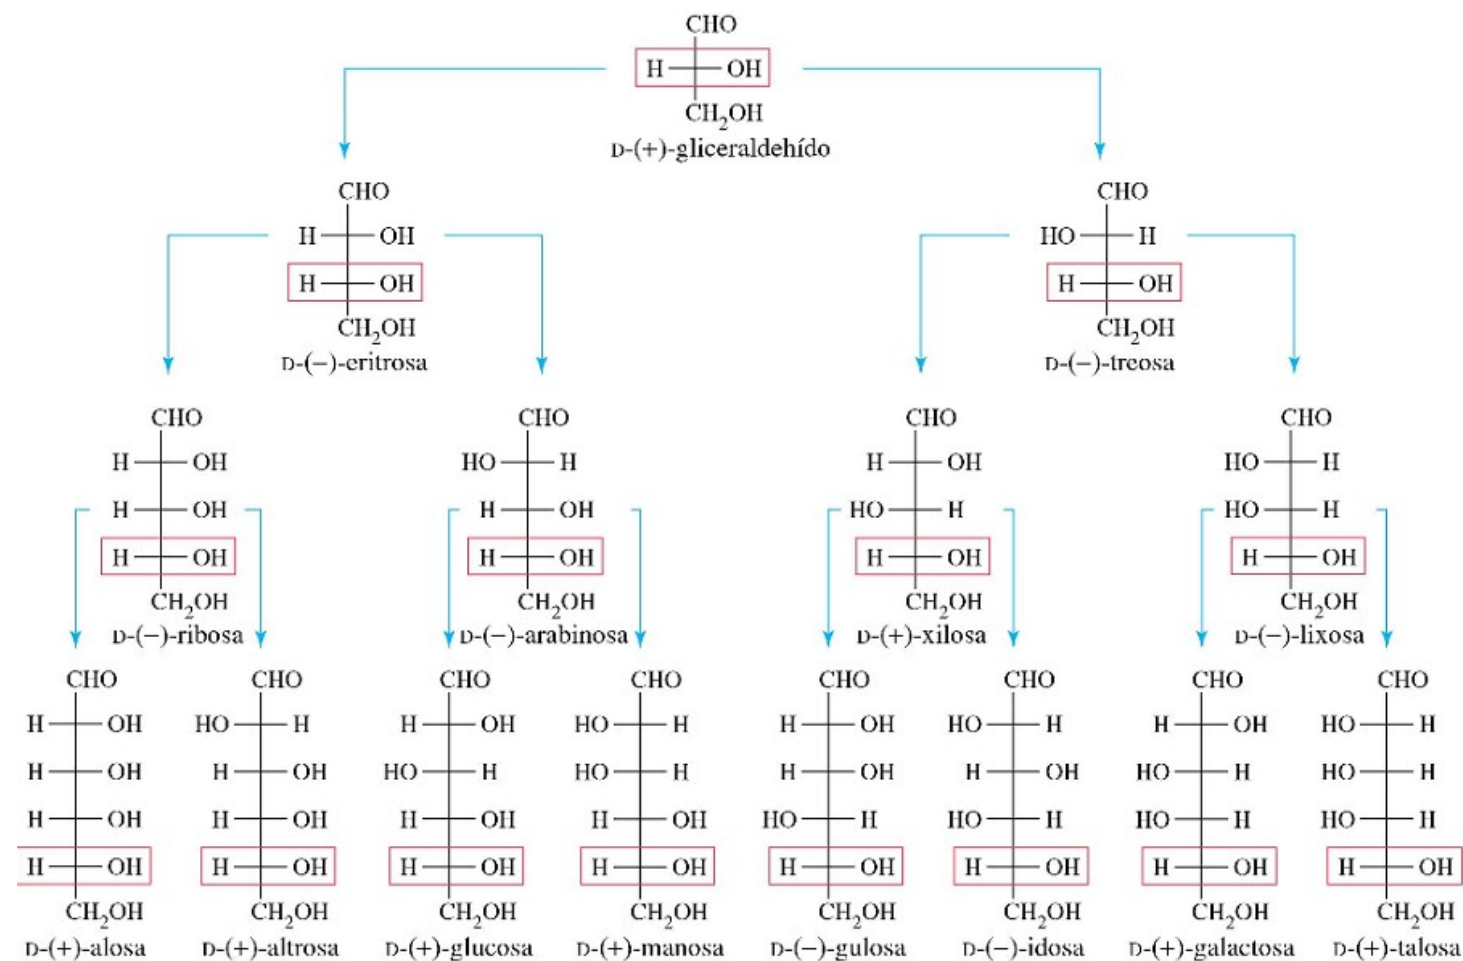 CHO
H OH
CH₂OH
D-(+)-gliceraldehído
CHO CHO
H OH HO H
H OH H OH
CH₂OH CH₂OH
D-(−)-eritrosa D-(−)-treosa
CHO CHO CHO CHO
H OH HO H H OH HO H
H OH H OH HO H HO H
H OH H OH H OH H OH
CH₂OH CH₂OH CH₂OH CH₂OH
D-(−)-ribosa D-(−)-arabinosa D-(+)-xilosa D-(−)-lixosa
CHO CHO CHO CHO CHO CHO CHO CHO
H OH HO H H OH HO H H OH HO H H OH HO H
H OH H OH HO H HO H H OH H OH HO H HO H
H OH H OH H OH H OH HO H HO H HO H HO H
H OH H OH H OH H OH H OH H OH H OH H OH
CH₂OH CH₂OH CH₂OH CH₂OH CH₂OH CH₂OH CH₂OH CH₂OH
D-(+)-alosa D-(+)-altrosa D-(+)-glucosa D-(+)-manosa D-(−)-gulosa D-(−)-idosa D-(+)-galactosa D-(+)-talosa